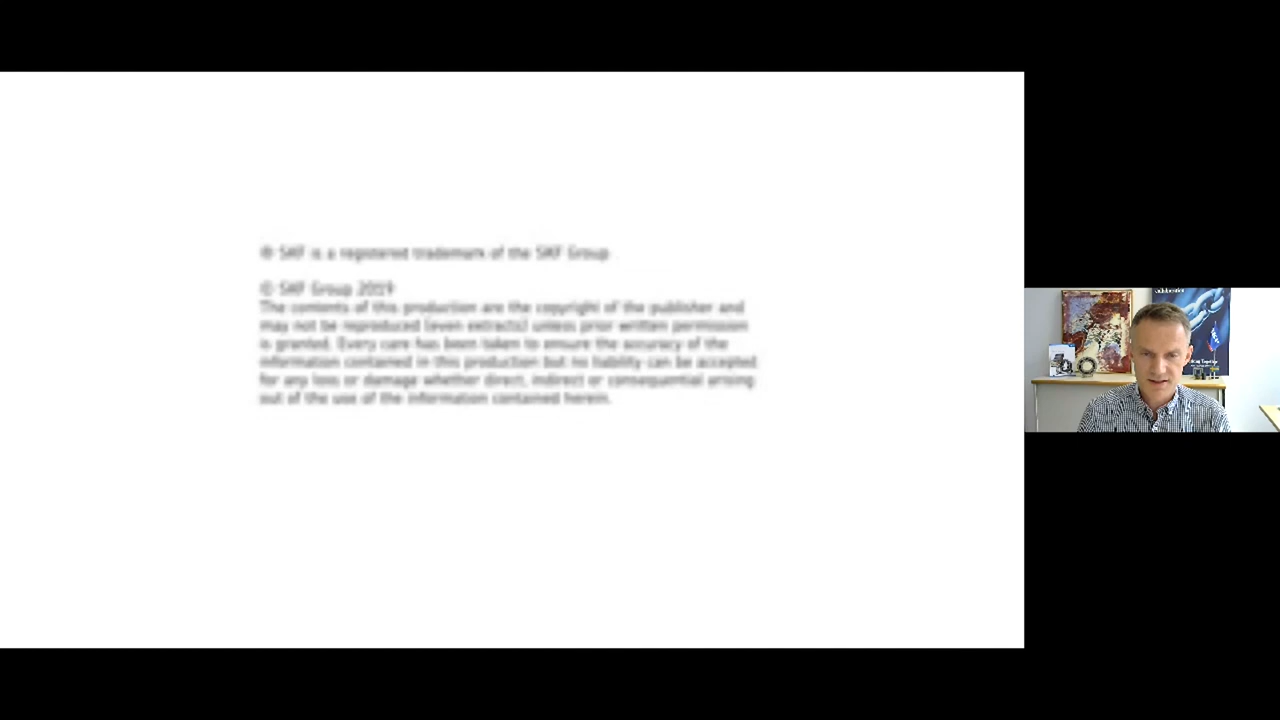 ® SKF is a registered trademark of the SKF Group.
© SKF Group 2019
The contents of this production are the copyright of the publisher and
may not be reproduced (even extracts) unless prior written permission
is granted. Every care has been taken to ensure the accuracy of the
information contained in this production but no liability can be accepted
for any loss or damage whether direct, indirect or consequential arising
out of the use of the information contained herein.